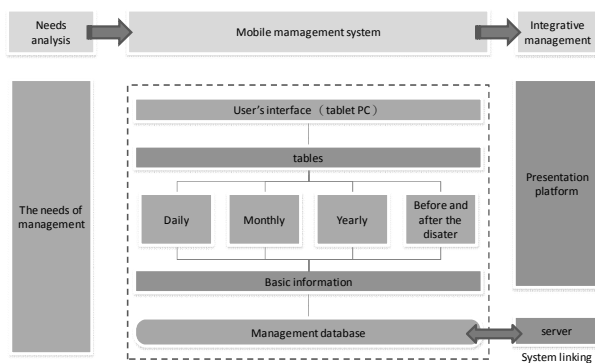 Needs
analysis
Mobile mamagement system
Integrative
management
The needs of
management
User's interface （tablet PC）
tables
Daily
Monthly
Yearly
Before and
after the
disater
Basic information
Management database
Presentation
platform
server
System linking